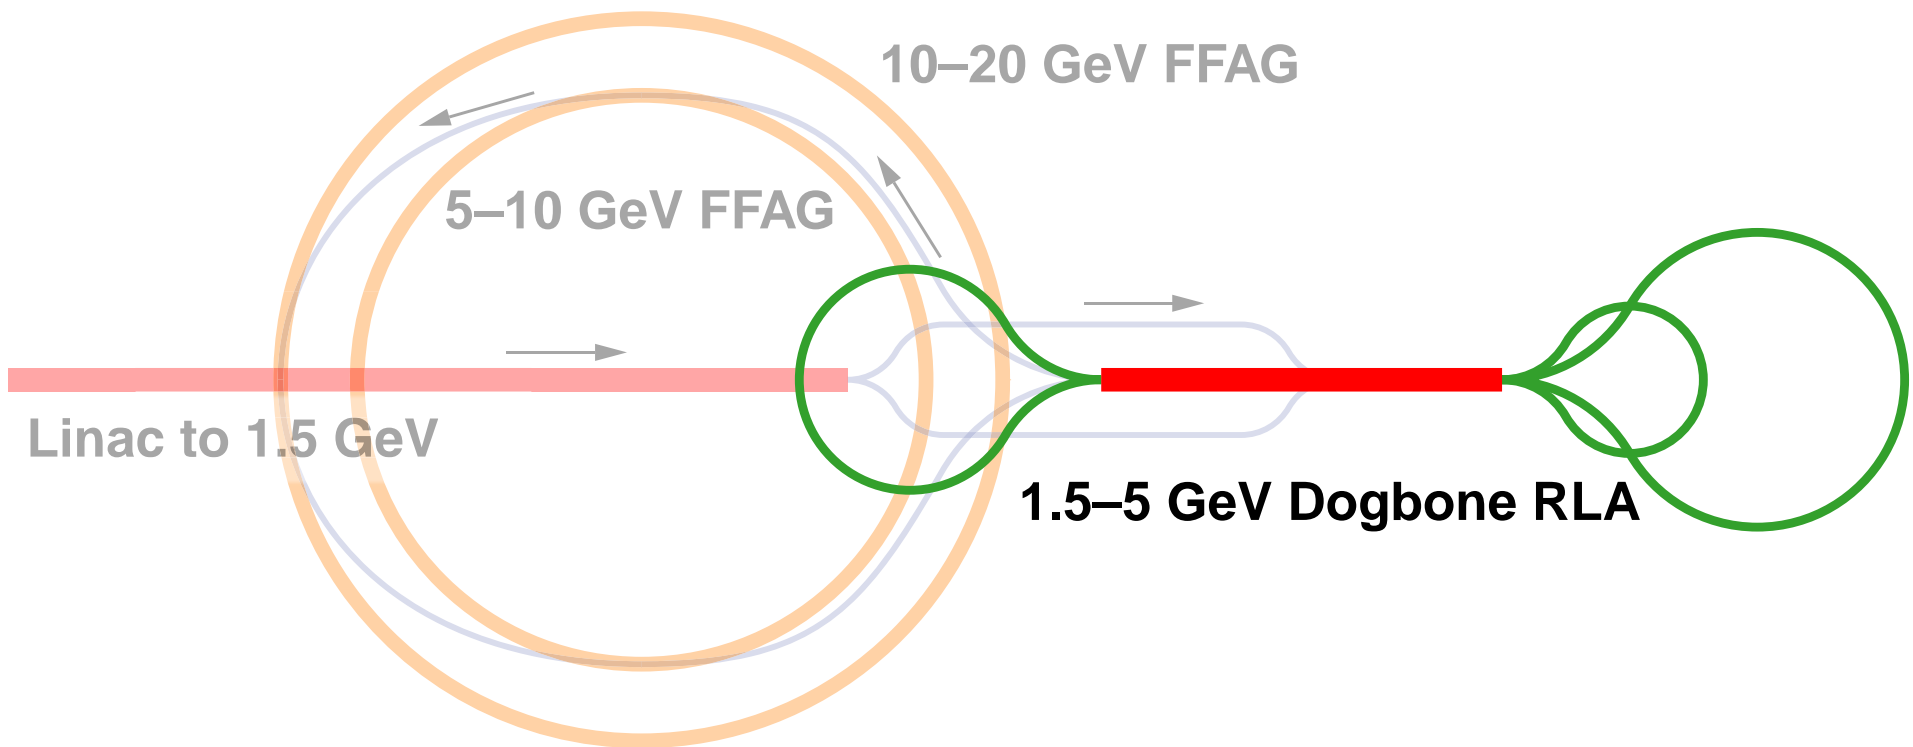 10–20 GeV FFAG
5–10 GeV FFAG
Linac to 1.5 GeV
1.5–5 GeV Dogbone RLA